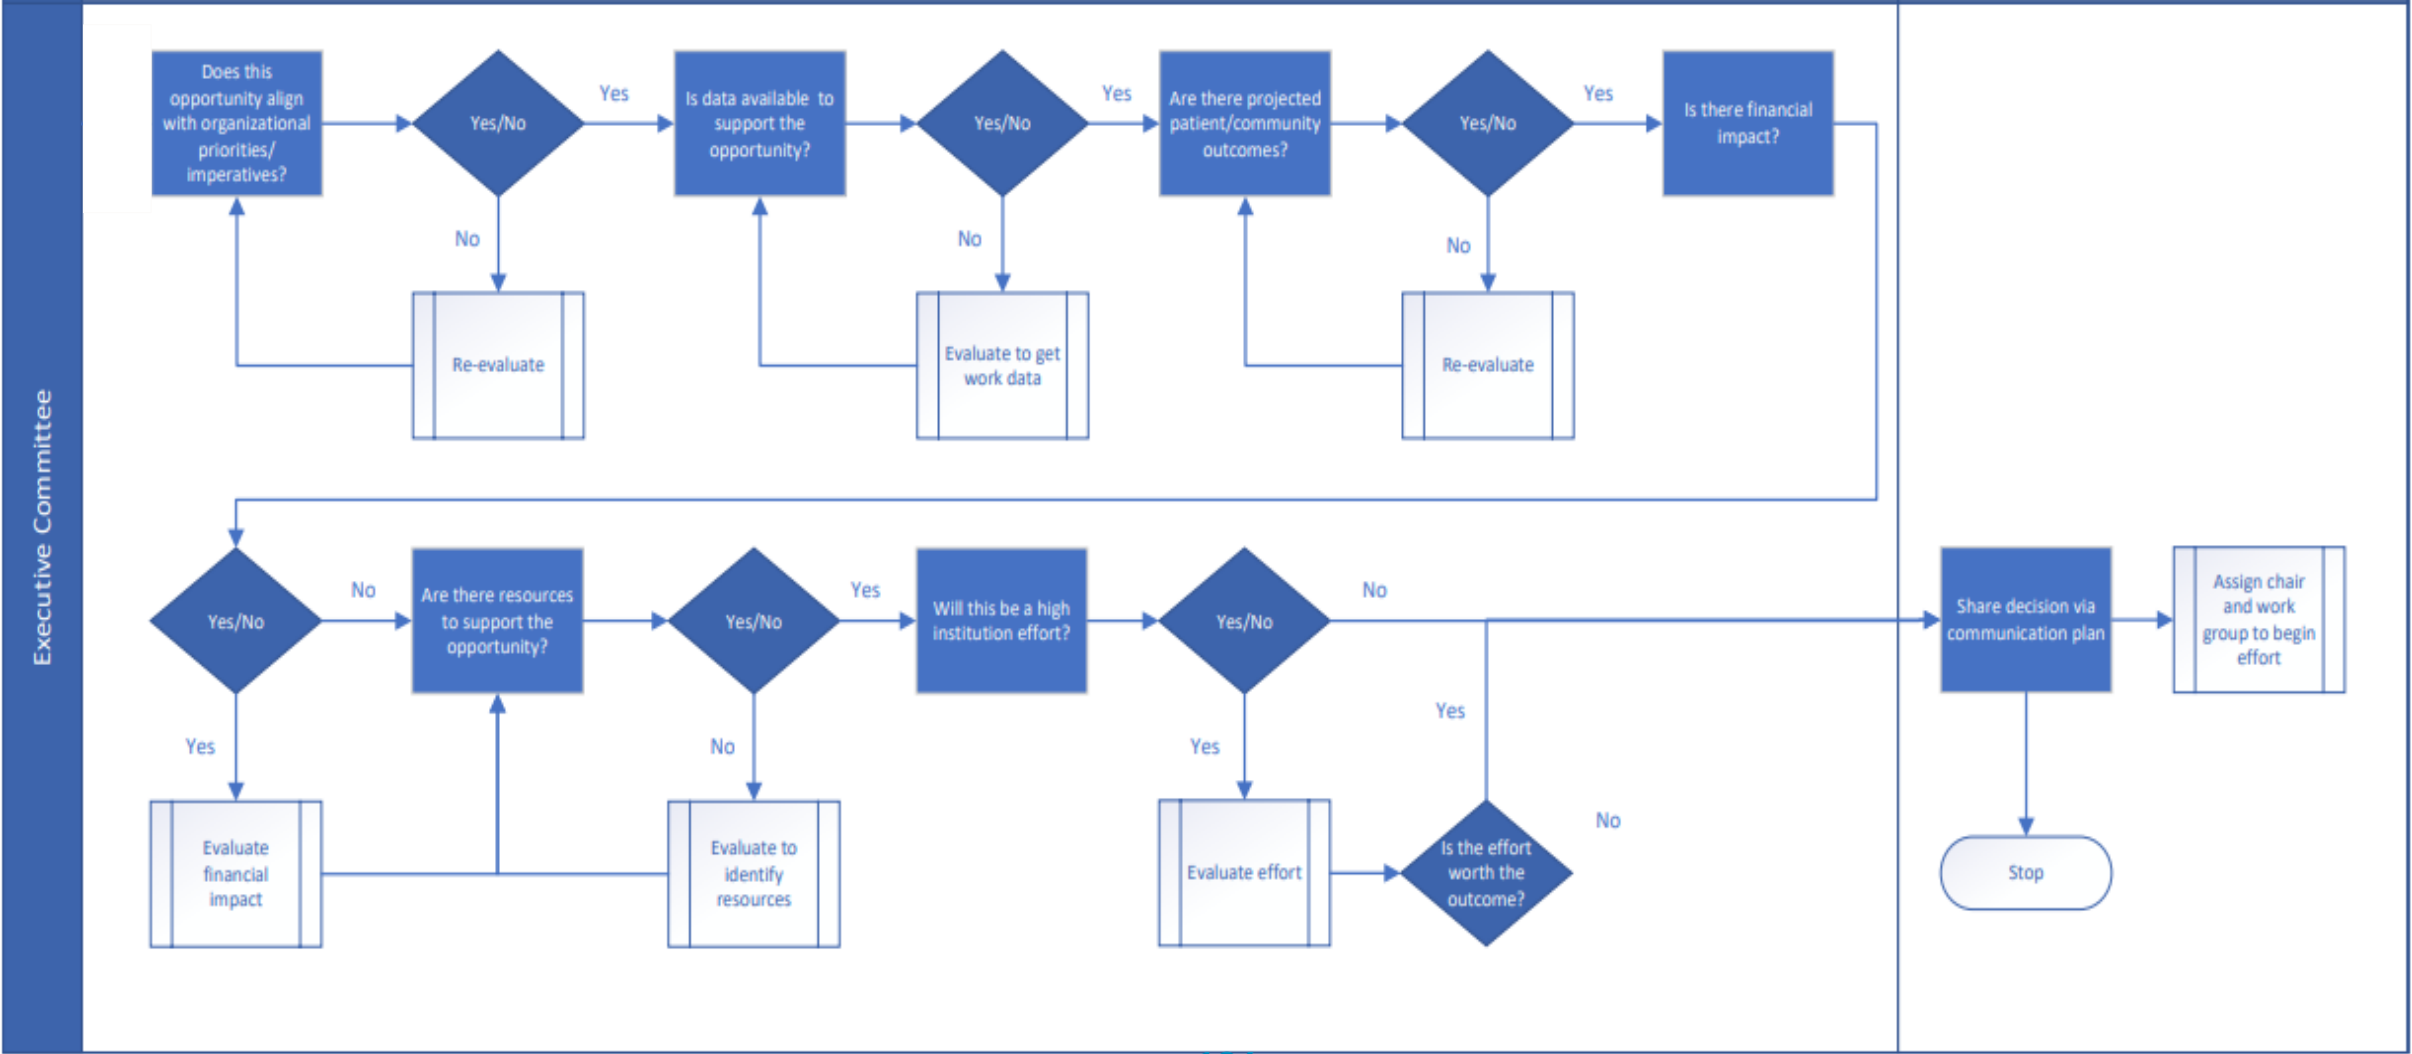 Executive Committee
Does this
opportunity align
with organizational
priorities/
imperatives?
Yes/No
Yes
No
Re-evaluate
Is data available to
support the
opportunity?
Yes/No
Yes
No
Evaluate to get
work data
Are there projected
patient/community
outcomes?
Yes/No
Yes
No
Re-evaluate
Is there financial
impact?
Yes/No
No
Yes
Evaluate
financial
impact
Are there resources
to support the
opportunity?
Yes/No
Yes
No
Evaluate to
identify
resources
Will this be a high
institution effort?
Yes/No
No
Yes
Evaluate effort
Is the effort
worth the
outcome?
Yes
No
Share decision via
communication plan
Assign chair
and work
group to begin
effort
Stop